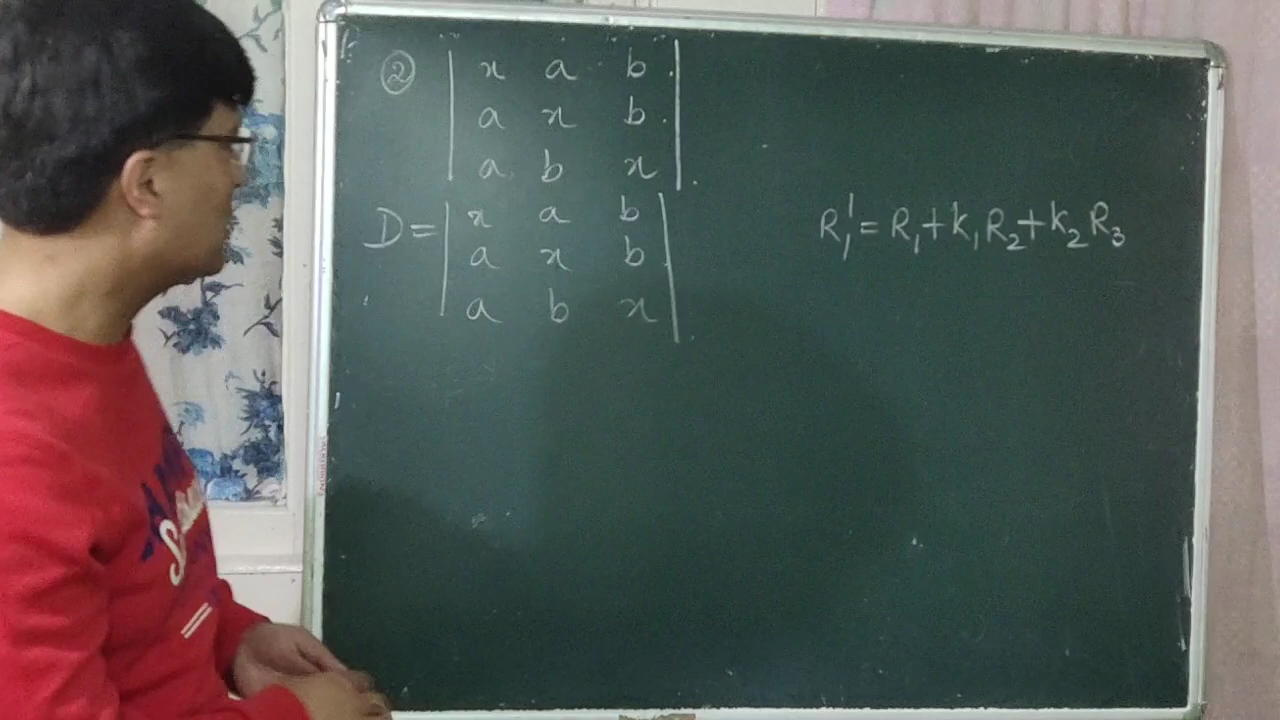 ② | x a b |
| a x b |
| a b x |
D = | x a b |
| a x b |
| a b x |
R₁' = R₁ + k₁R₂ + k₂R₃